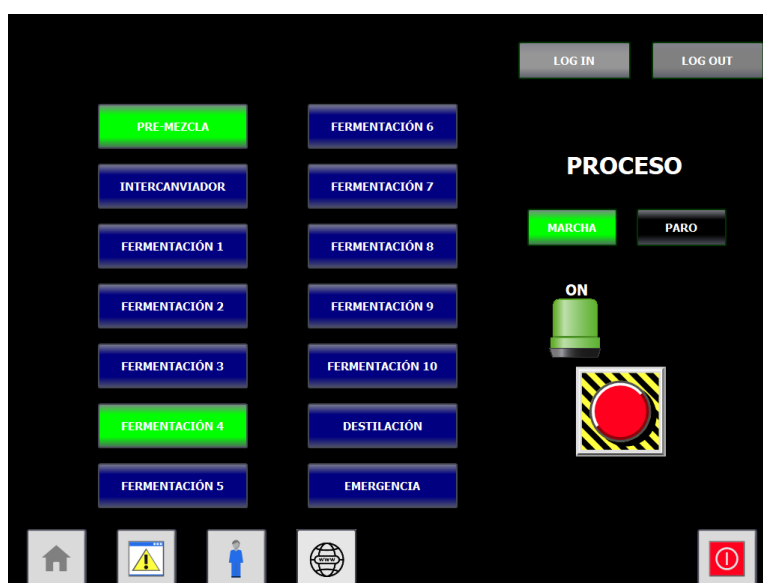 LOG IN
LOG OUT
PRE-MEZCLA
INTERCANVIADOR
FERMENTACIÓN 1
FERMENTACIÓN 2
FERMENTACIÓN 3
FERMENTACIÓN 4
FERMENTACIÓN 5
FERMENTACIÓN 6
FERMENTACIÓN 7
FERMENTACIÓN 8
FERMENTACIÓN 9
FERMENTACIÓN 10
DESTILACIÓN
EMERGENCIA
PROCESO
MARCHA
PARO
ON
WWW